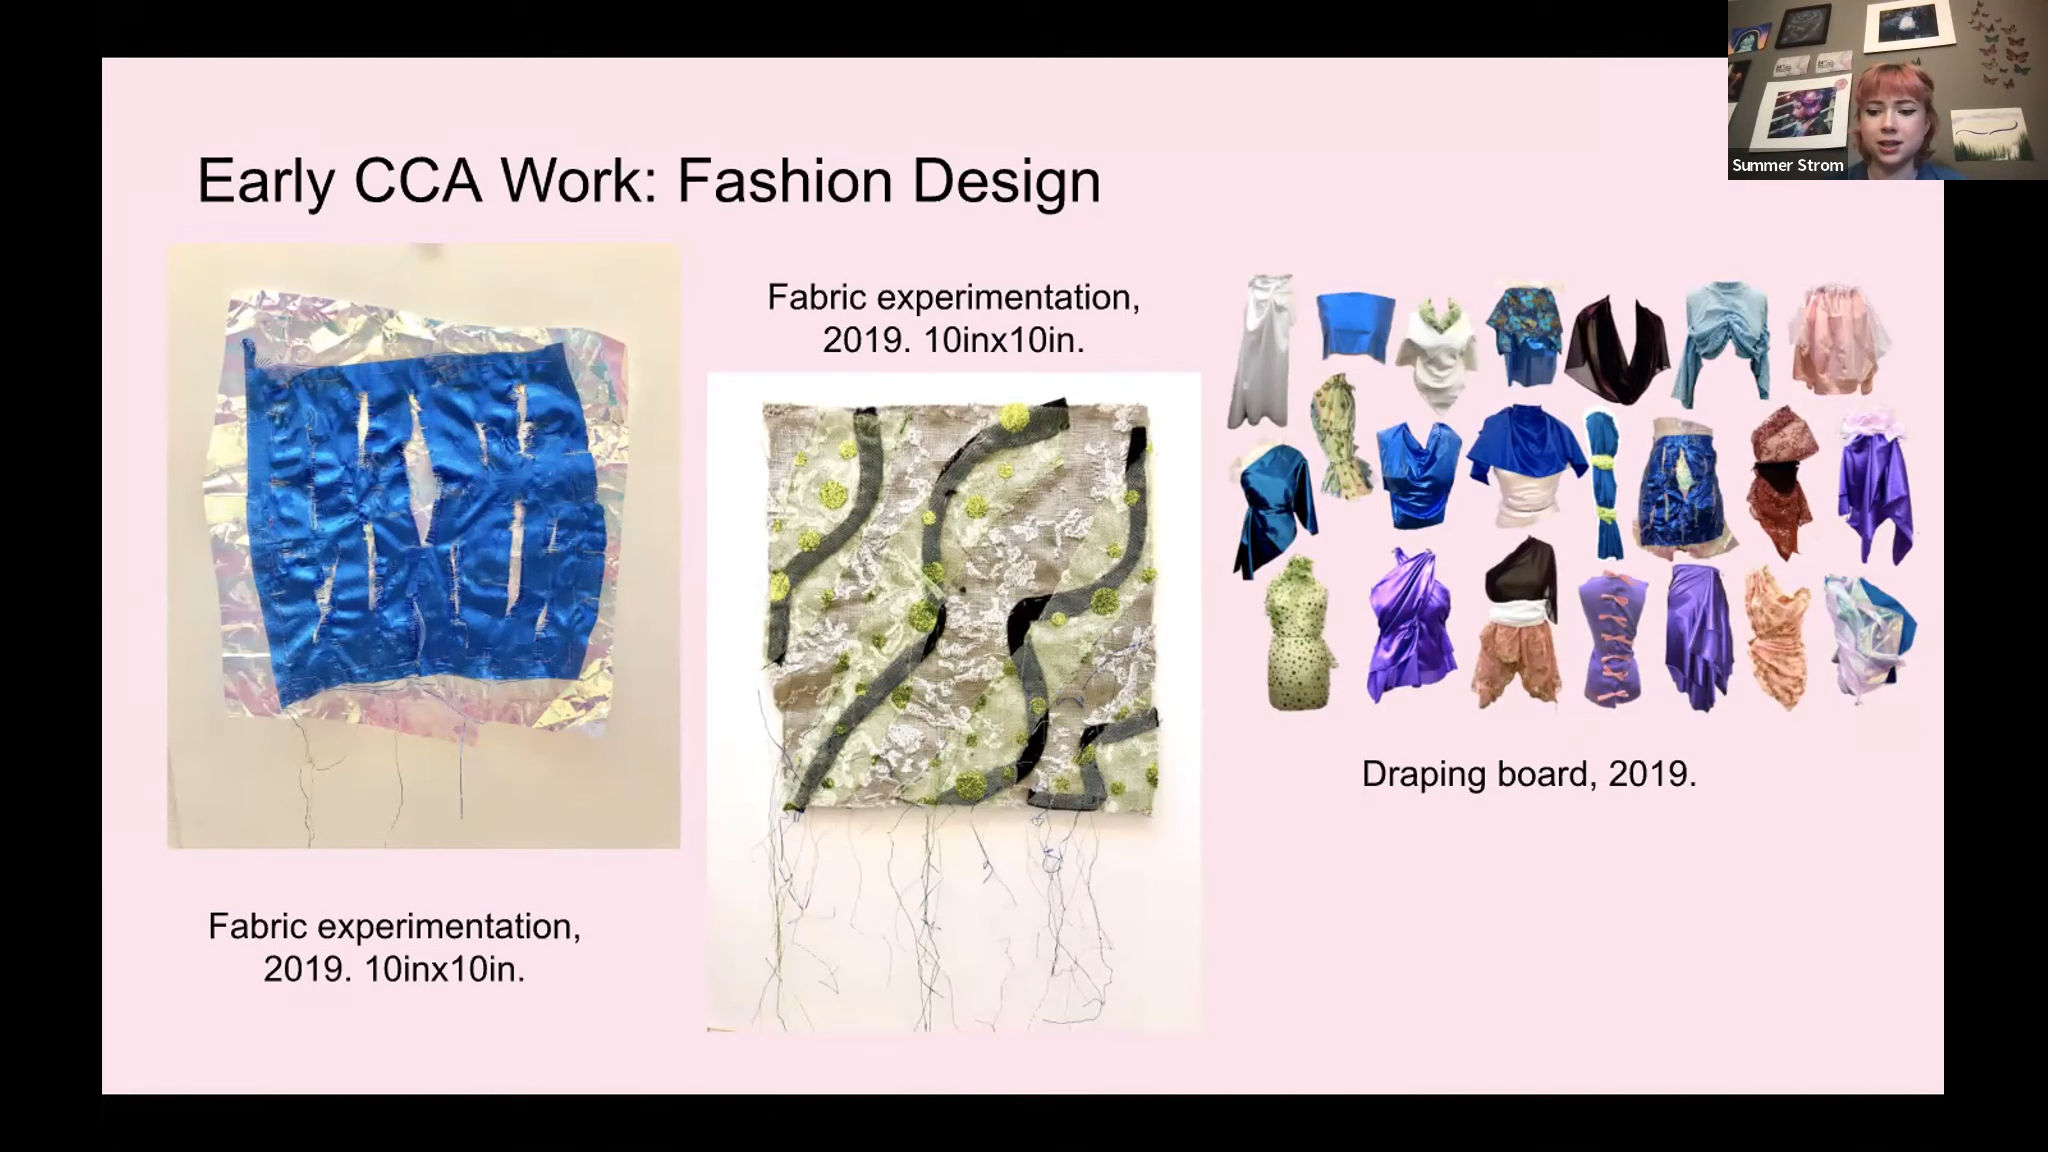 Summer Strom
Early CCA Work: Fashion Design
Fabric experimentation,
2019. 10inx10in.
Draping board, 2019.
Fabric experimentation,
2019. 10inx10in.